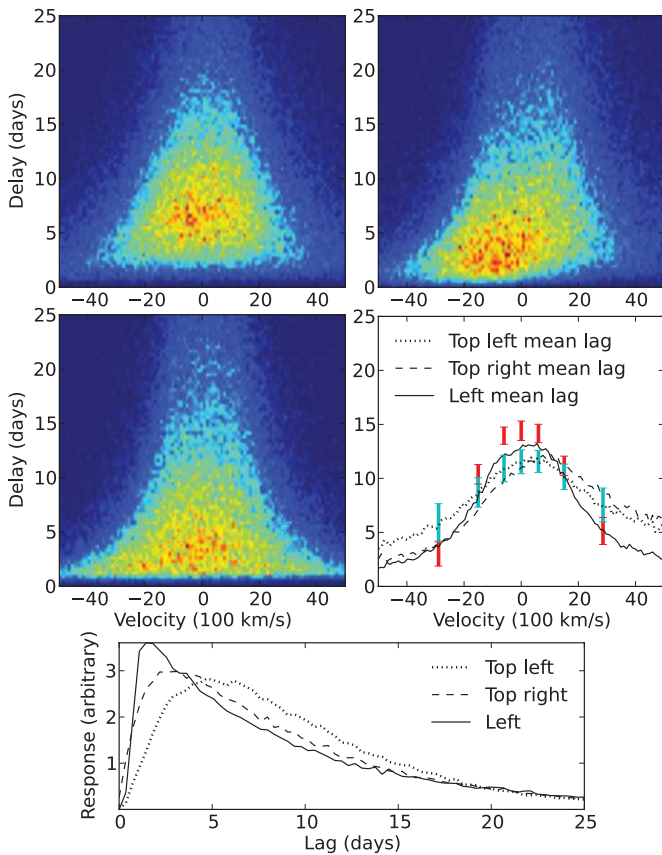 25
20
15
10
5
0
Delay (days)
−40 −20 0 20 40
25
20
15
10
5
0
−40 −20 0 20 40
25
20
15
10
5
0
Delay (days)
−40 −20 0 20 40
Velocity (100 km/s)
25
20
15
10
5
0
Top left mean lag
Top right mean lag
Left mean lag
−40 −20 0 20 40
Velocity (100 km/s)
Response (arbitrary)
3
2
1
Top left
Top right
Left
0 5 10 15 20 25
Lag (days)